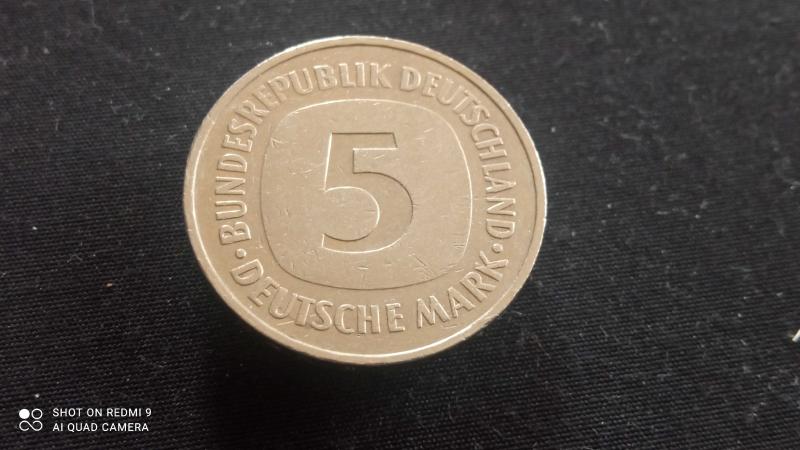 BUNDESREPUBLIK DEUTSCHLAND
5
• DEUTSCHE MARK •
SHOT ON REDMI 9
AI QUAD CAMERA